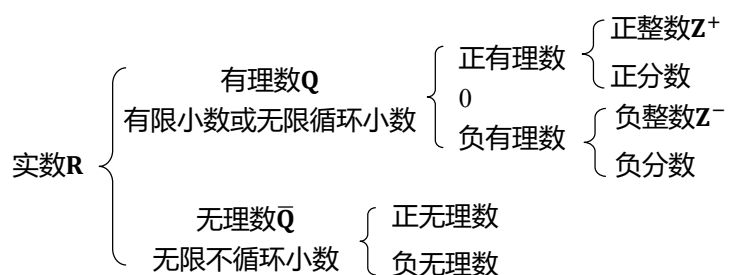 正整数Z⁺
正有理数
正分数
有理数Q
0
有限小数或无限循环小数
负整数Z⁻
负有理数
负分数
实数R
无理数Q̅
正无理数
无限不循环小数
负无理数